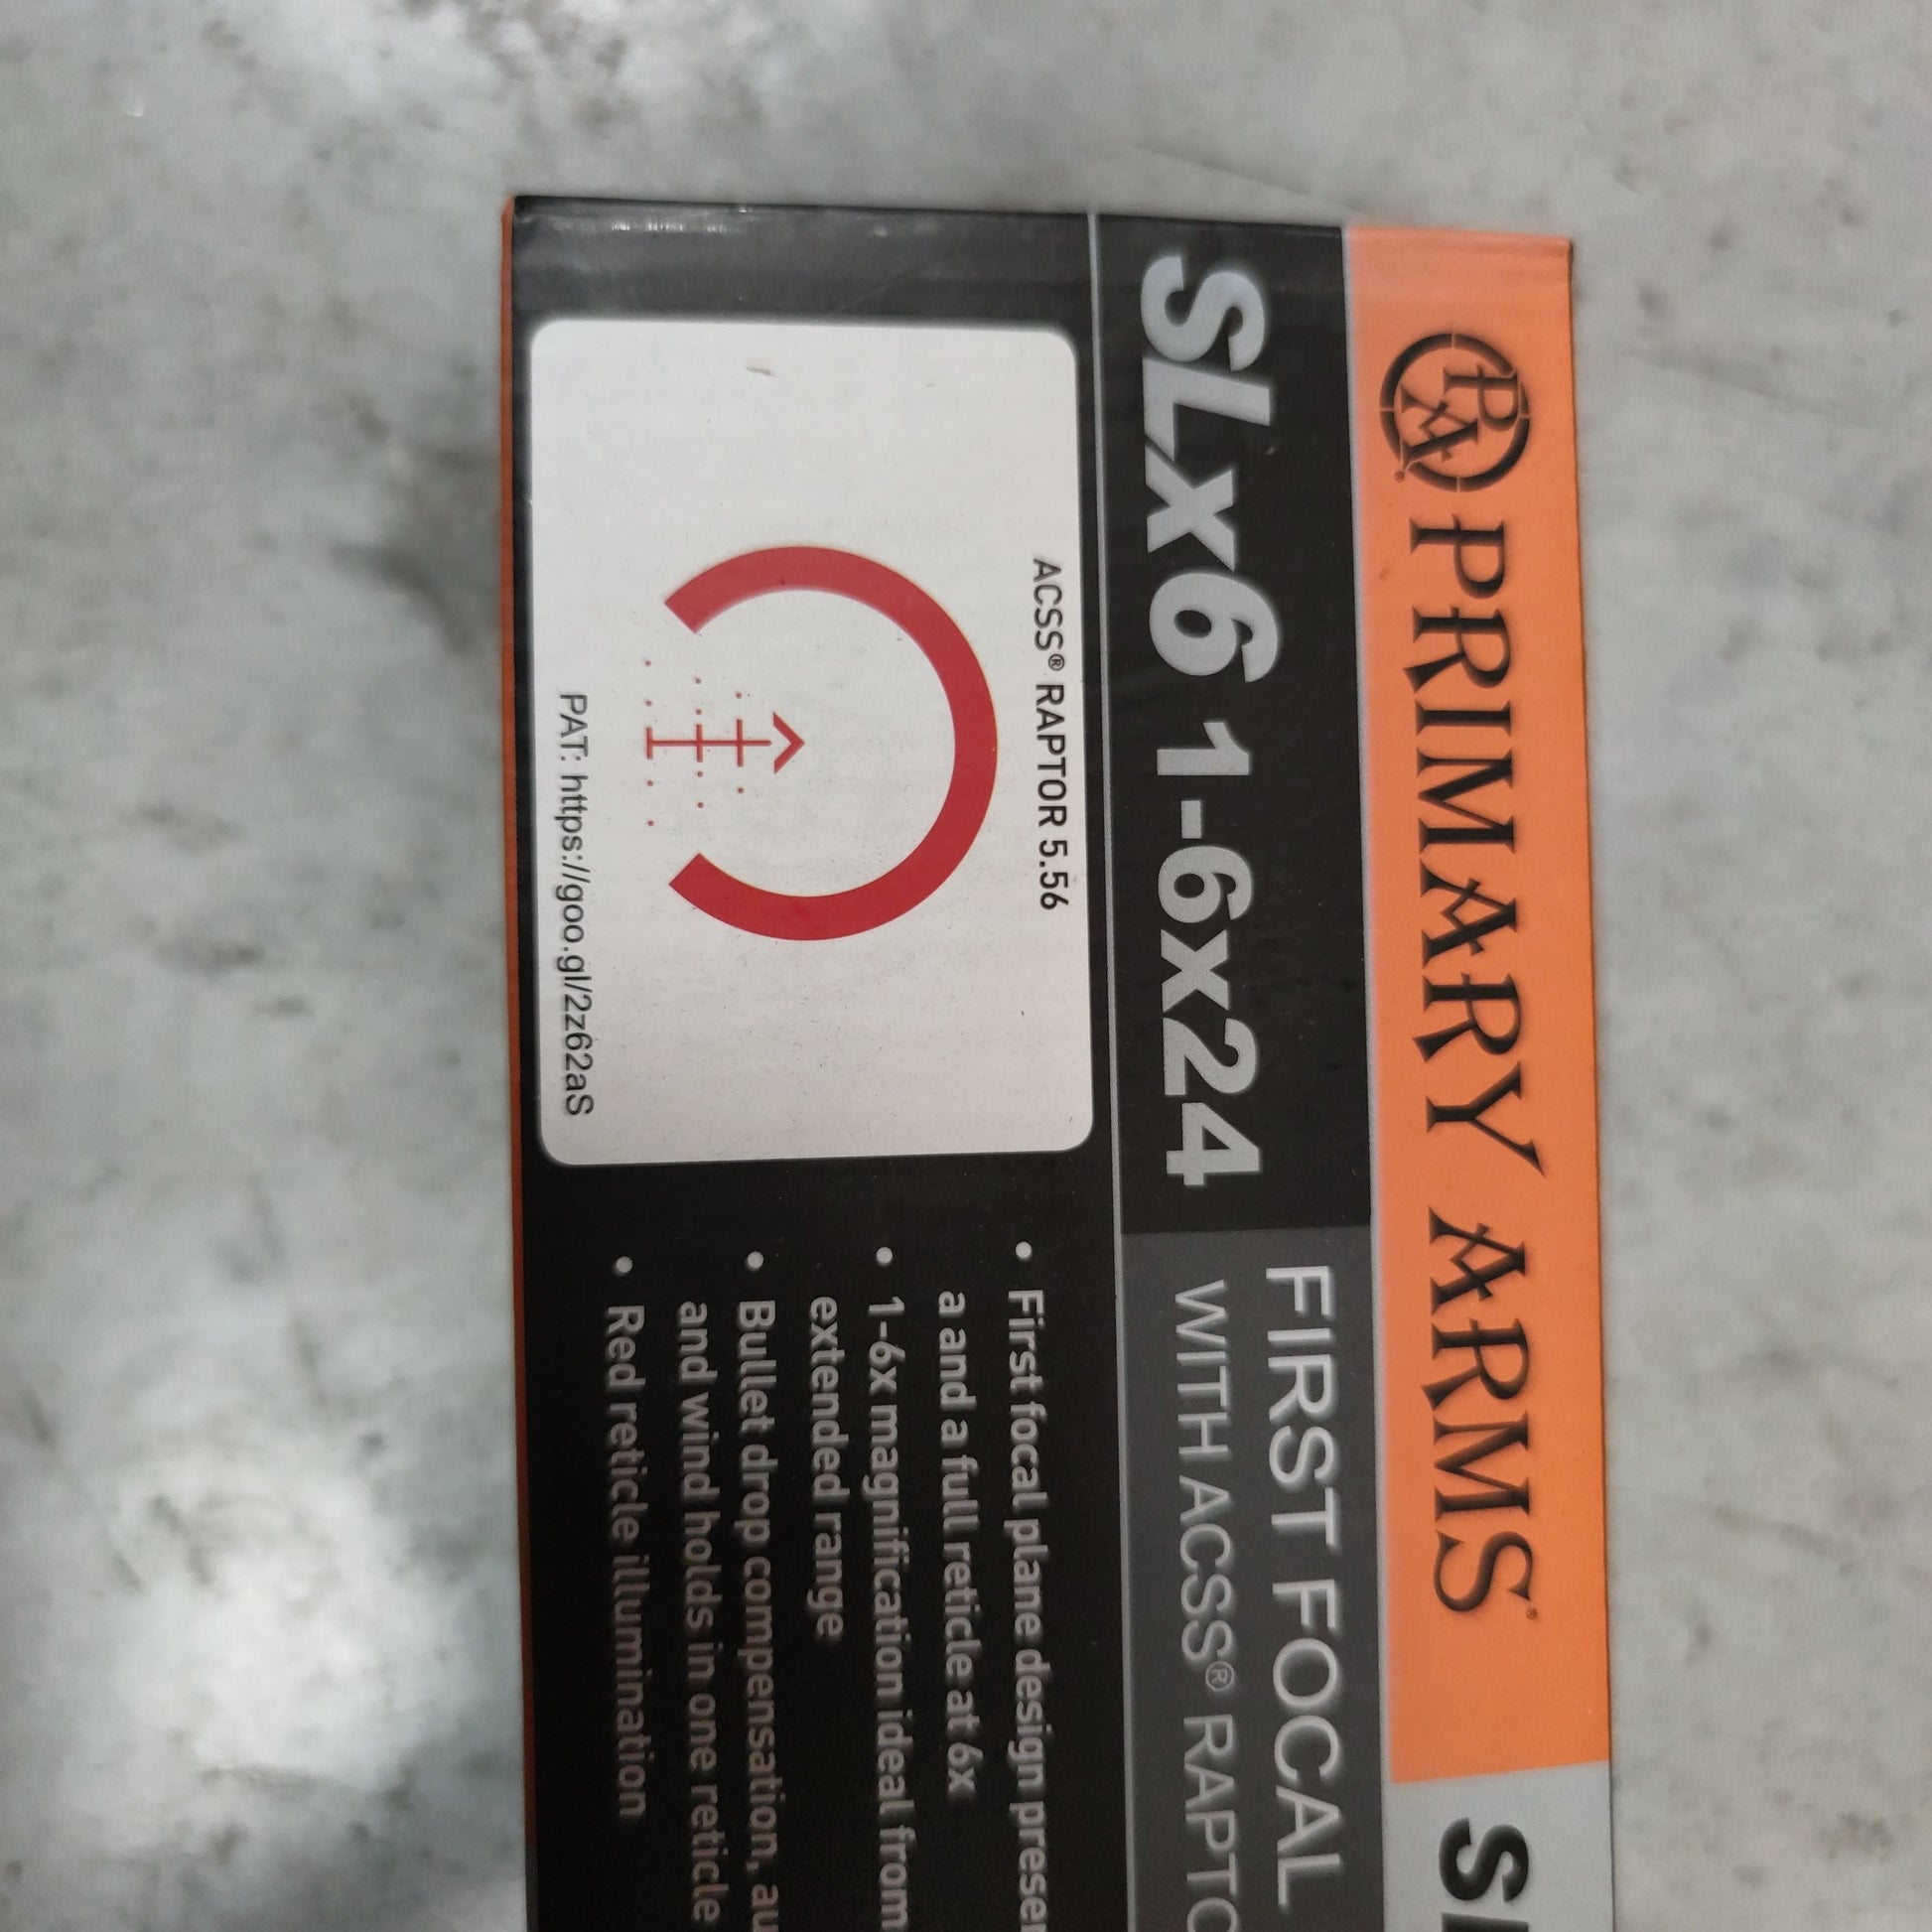 PA®
PRIMARY ARMS®
SLx6 1-6x24
FIRST FOCAL
WITH ACSS® RAPTO
ACSS® RAPTOR 5.56
PAT: https://goo.gl/2z62aS
• First focal plane design
a and a full reticle at 6x
• 1-6x magnification ideal from
extended range
• Bullet drop compensation,
and wind holds in one reticle
• Red reticle illumination